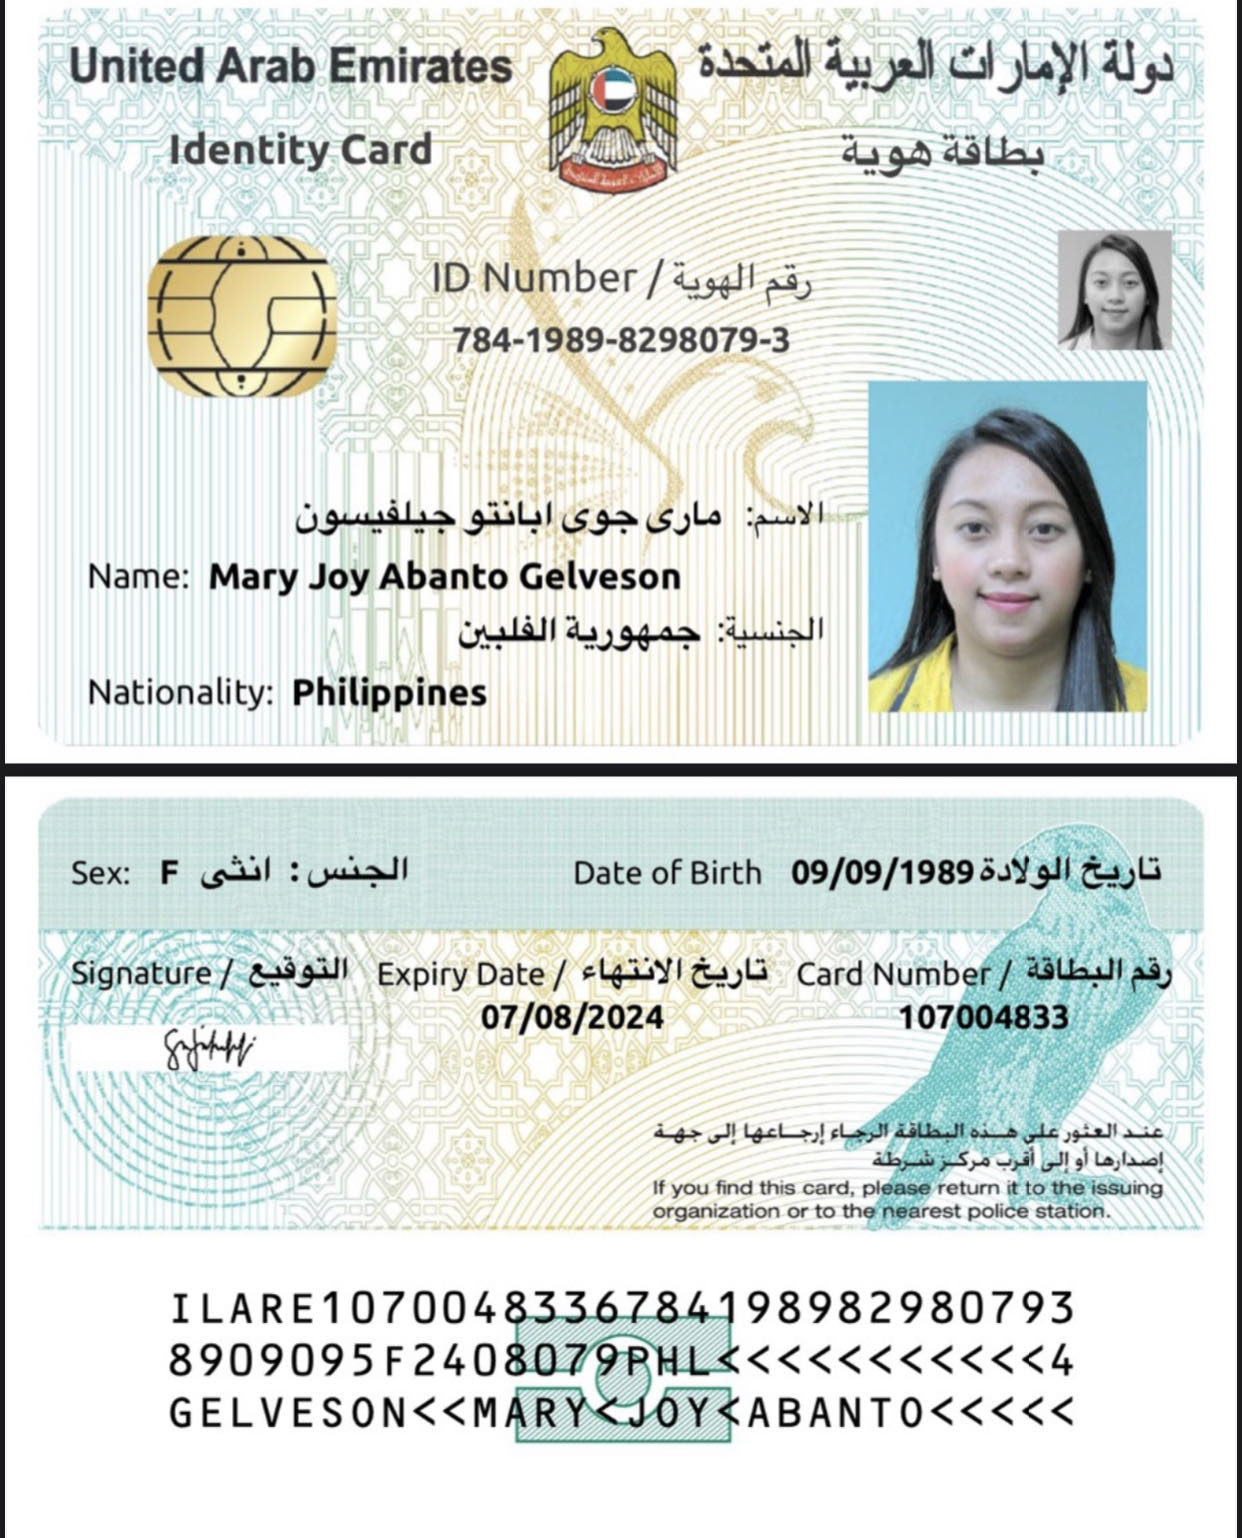 United Arab Emirates
دولة الإمارات العربية المتحدة
Identity Card
بطاقة هوية
ID Number / رقم الهوية
784-1989-8298079-3
الاسم: ماري جوى ابانتو جيلفيسون
Name: Mary Joy Abanto Gelveson
الجنسية: جمهورية الفلبين
Nationality: Philippines
Sex: F الجنس: انثى
Date of Birth 09/09/1989 تاريخ الولادة
Signature / التوقيع
Expiry Date / تاريخ الانتهاء
07/08/2024
Card Number / رقم البطاقة
107004833
عند العثور على هذه البطاقة الرجاء إرجاعها إلى جهة
إصدارها أو إلى أقرب مركز شرطة
If you find this card, please return it to the issuing
organization or to the nearest police station.
ILARE1070048336784198982980793
8909095F2408079PHL<<<<<<<<<<<4
GELVESON<<MARY<JOY<ABANTO<<<<<